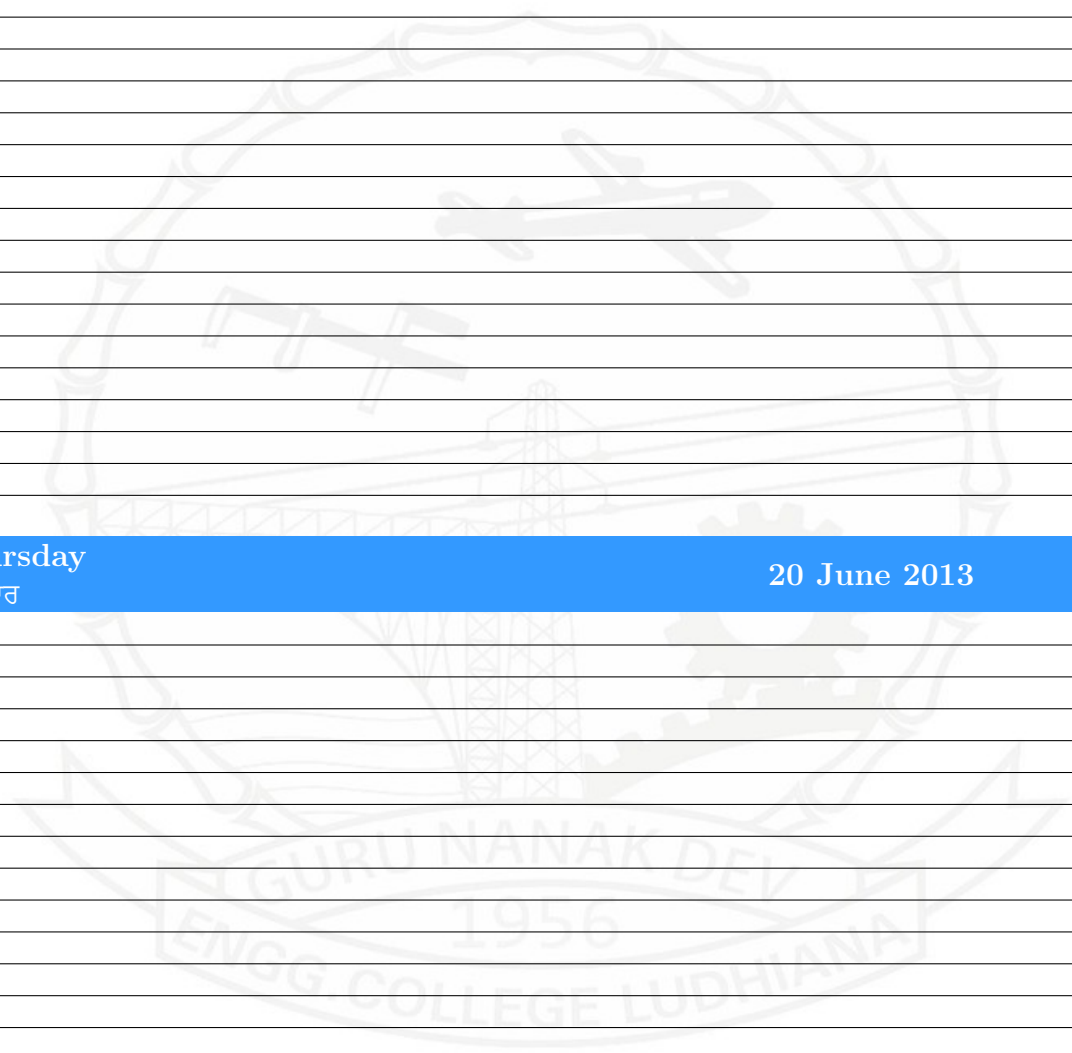 rsday
ਾਰ
20 June 2013
GURU NANAK DEV
1956
ENGG.COLLEGE LUDHIANA